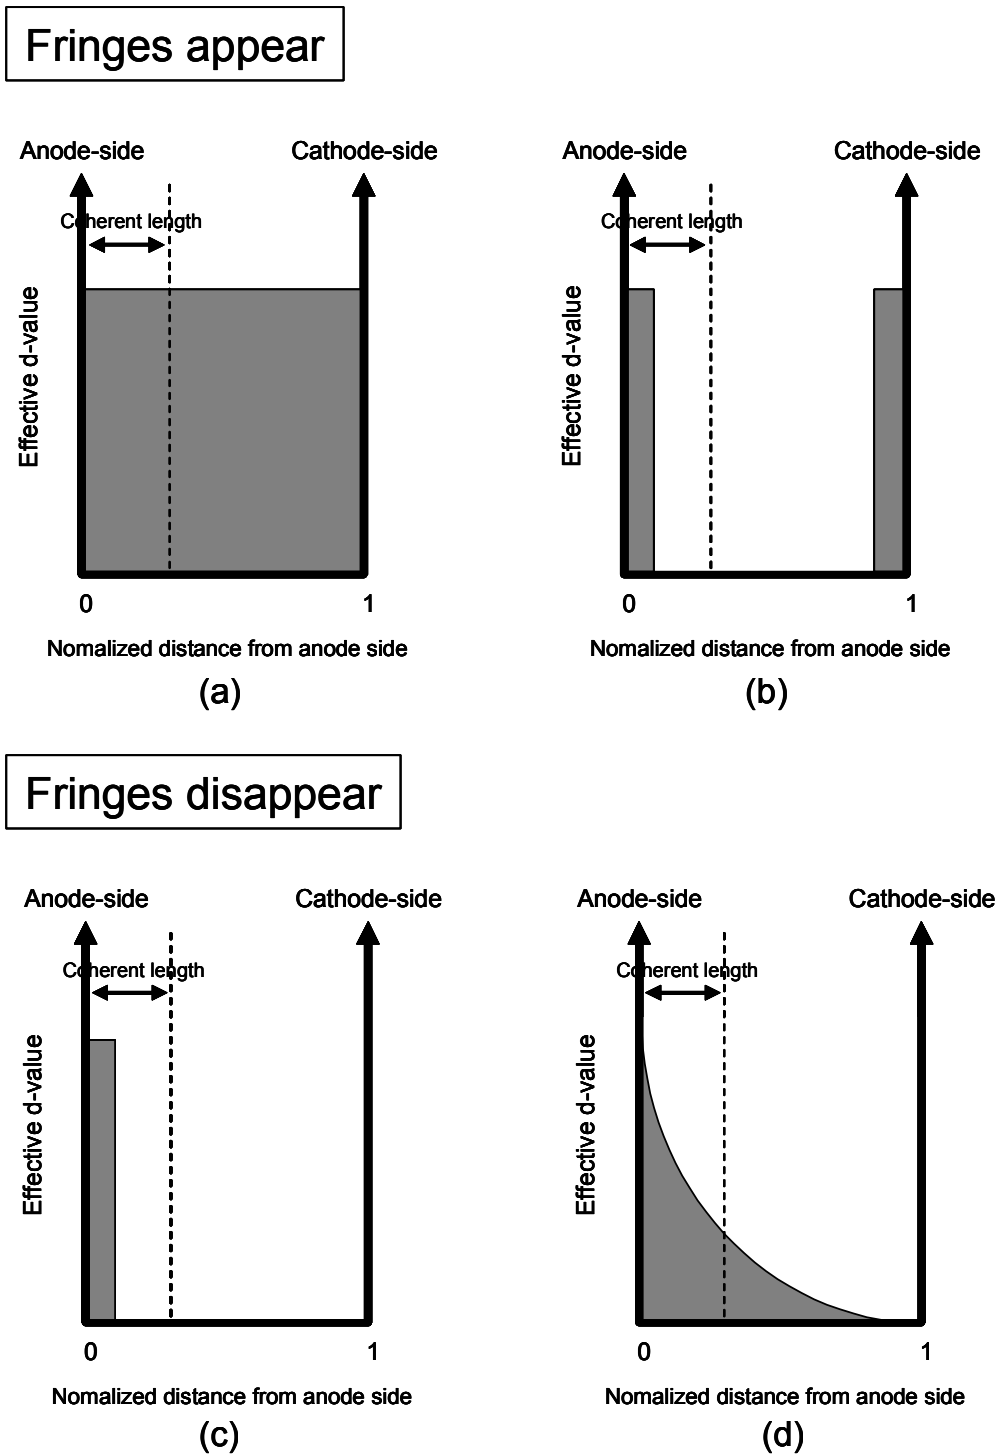 Fringes appear
Anode-side
Cathode-side
Coherent length
Effective d-value
0
1
Nomalized distance from anode side
(a)
Anode-side
Cathode-side
Coherent length
Effective d-value
0
1
Nomalized distance from anode side
(b)
Fringes disappear
Anode-side
Cathode-side
Coherent length
Effective d-value
0
1
Nomalized distance from anode side
(c)
Anode-side
Cathode-side
Coherent length
Effective d-value
0
1
Nomalized distance from anode side
(d)